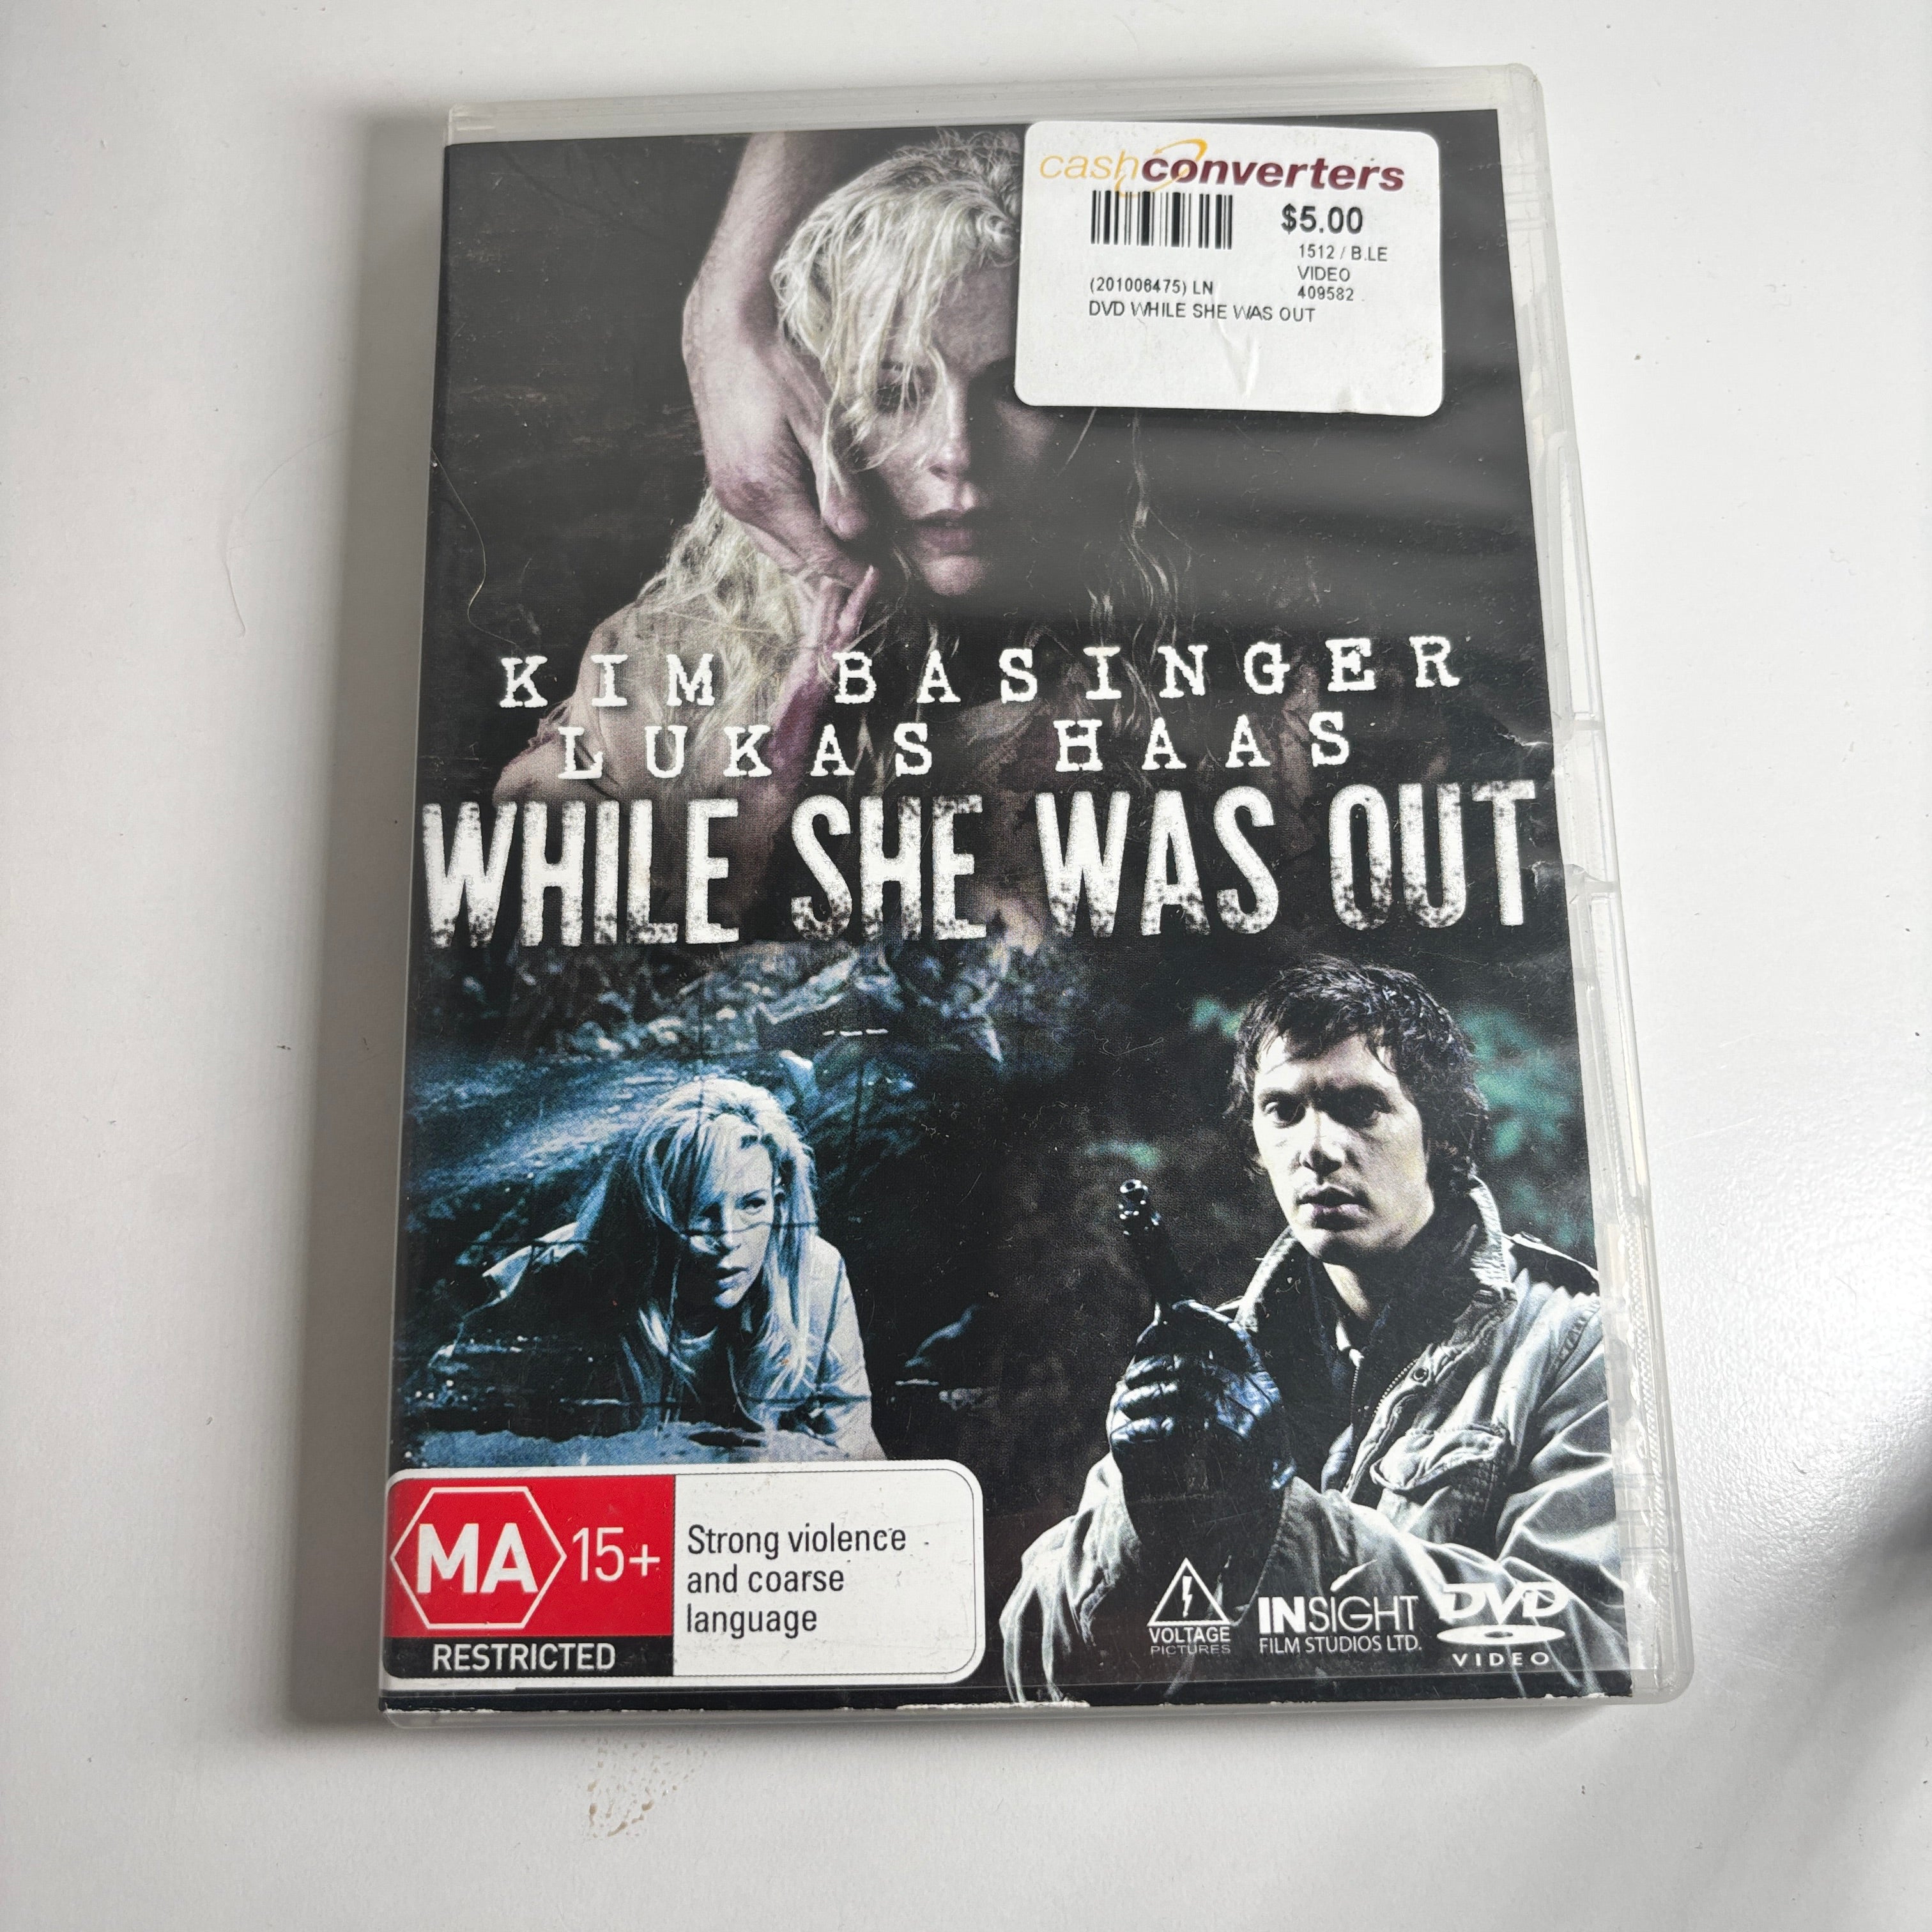 cashconverters
$5.00
1512 / B.LE
VIDEO
(201006475) LN
409582
DVD WHILE SHE WAS OUT
KIM BASINGER
LUKAS HAAS
WHILE SHE WAS OUT
MA 15+
RESTRICTED
Strong violence
and coarse
language
VOLTAGE
PICTURES
INSIGHT
FILM STUDIOS LTD.
DVD
VIDEO